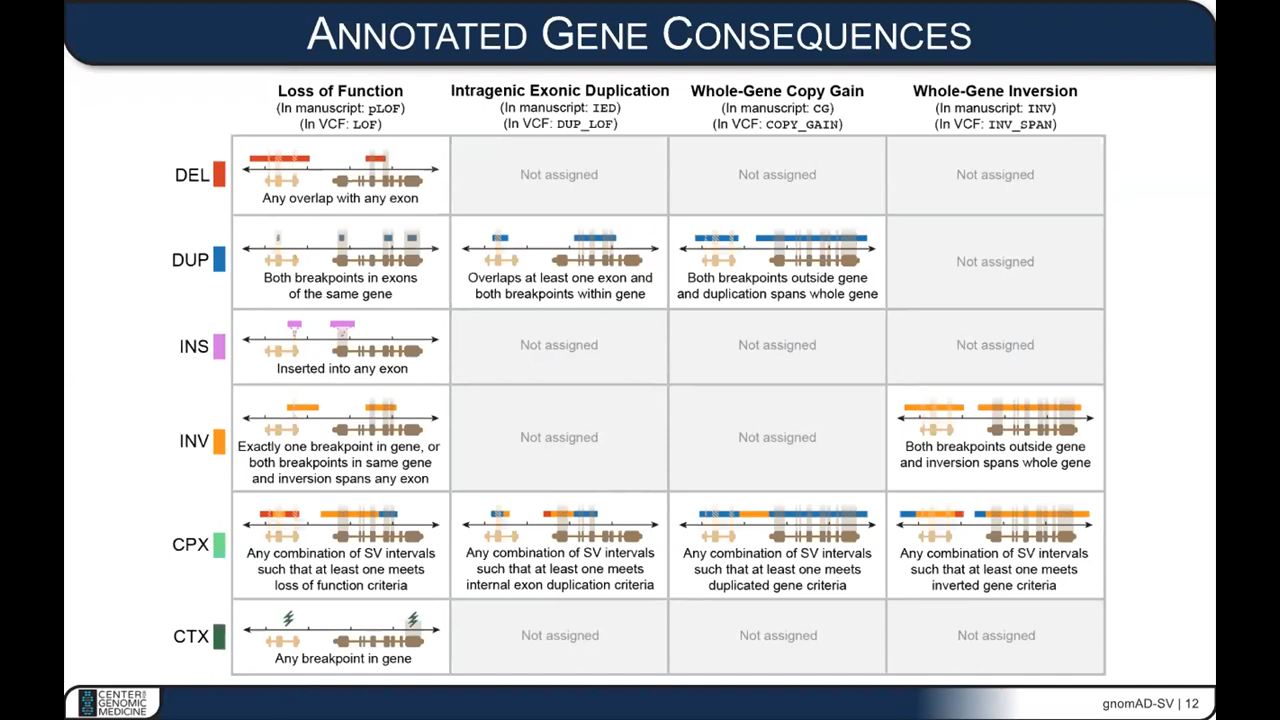 ANNOTATED GENE CONSEQUENCES
Loss of Function
(In manuscript: pLOF)
(In VCF: LOF)
Intragenic Exonic Duplication
(In manuscript: IED)
(In VCF: DUP_LOF)
Whole-Gene Copy Gain
(In manuscript: CG)
(In VCF: COPY_GAIN)
Whole-Gene Inversion
(In manuscript: INV)
(In VCF: INV_SPAN)
DEL
Any overlap with any exon
Not assigned
Not assigned
Not assigned
DUP
Both breakpoints in exons
of the same gene
Overlaps at least one exon and
both breakpoints within gene
Both breakpoints outside gene
and duplication spans whole gene
Not assigned
INS
Inserted into any exon
Not assigned
Not assigned
Not assigned
INV
Exactly one breakpoint in gene, or
both breakpoints in same gene
and inversion spans any exon
Not assigned
Not assigned
Both breakpoints outside gene
and inversion spans whole gene
CPX
Any combination of SV intervals
such that at least one meets
loss of function criteria
Any combination of SV intervals
such that at least one meets
internal exon duplication criteria
Any combination of SV intervals
such that at least one meets
duplicated gene criteria
Any combination of SV intervals
such that at least one meets
inverted gene criteria
CTX
Any breakpoint in gene
Not assigned
Not assigned
Not assigned
CENTER FOR
GENOMIC
MEDICINE
gnomAD-SV | 12